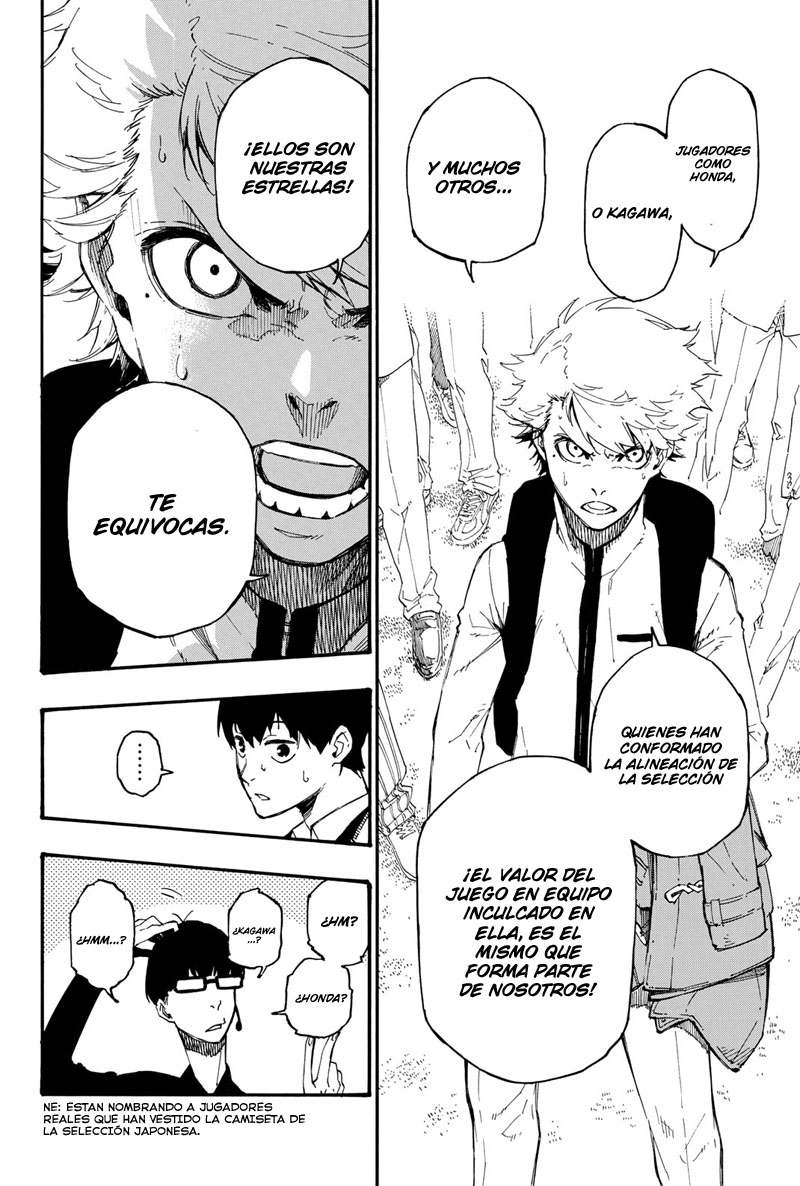 JUGADORES
COMO
HONDA,
O KAGAWA,
Y MUCHOS
OTROS...
¡ELLOS SON
NUESTRAS
ESTRELLAS!
TE
EQUIVOCAS.
QUIENES HAN
CONFORMADO
LA ALINEACIÓN DE
LA SELECCIÓN
¡EL VALOR DEL
JUEGO EN EQUIPO
INCULCADO EN
ELLA, ES EL
MISMO QUE
FORMA PARTE
DE NOSOTROS!
.....
¿HM?
¿HONDA?
¿KAGAWA
...?
¿HMM...?
NE: ESTAN NOMBRANDO A JUGADORES
REALES QUE HAN VESTIDO LA CAMISETA DE
LA SELECCIÓN JAPONESA.